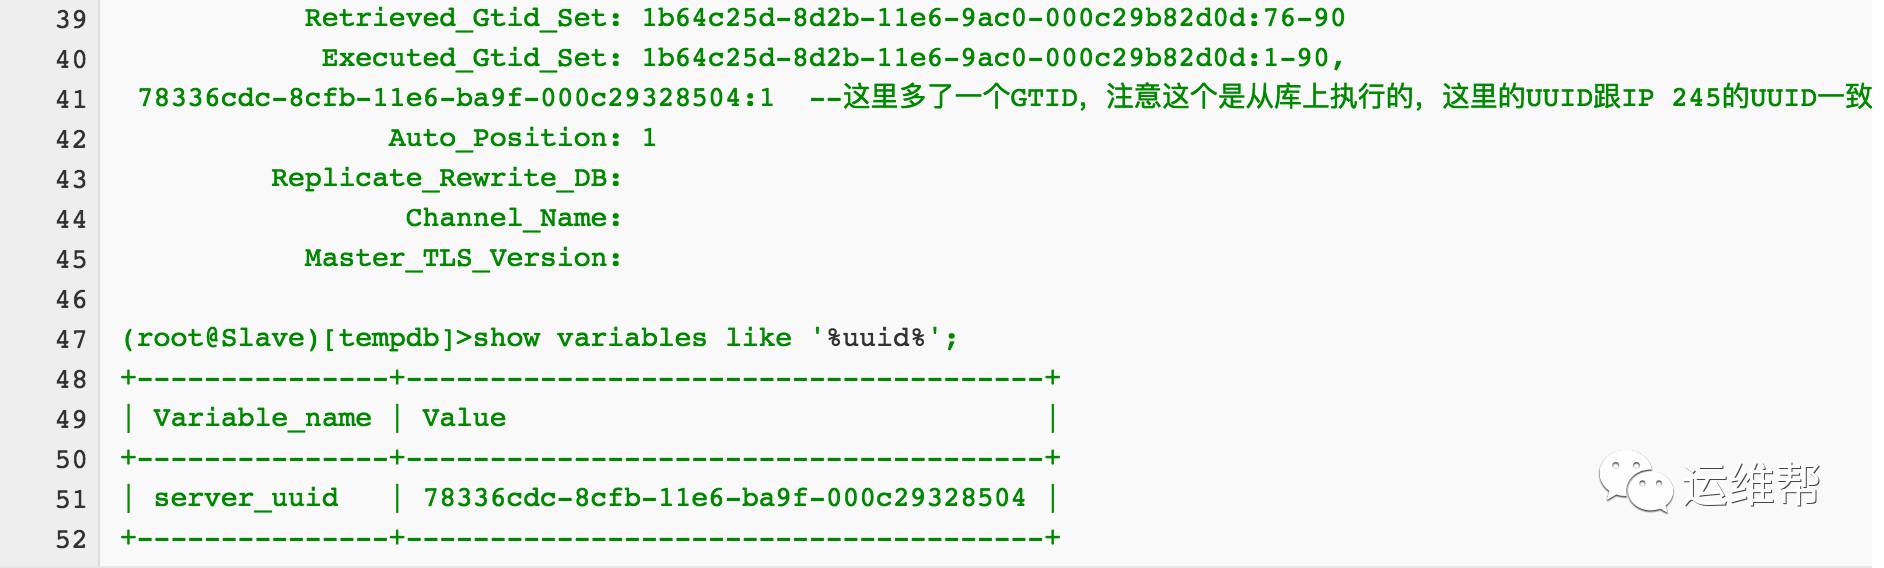 39 Retrieved_Gtid_Set: 1b64c25d-8d2b-11e6-9ac0-000c29b82d0d:76-90
40 Executed_Gtid_Set: 1b64c25d-8d2b-11e6-9ac0-000c29b82d0d:1-90,
41 78336cdc-8cfb-11e6-ba9f-000c29328504:1 --这里多了一个GTID，注意这个是从库上执行的，这里的UUID跟IP 245的UUID一致
42 Auto_Position: 1
43 Replicate_Rewrite_DB:
44 Channel_Name:
45 Master_TLS_Version:
46
47 (root@Slave)[tempdb]>show variables like '%uuid%';
48 +---------------+--------------------------------------+
49 | Variable_name | Value |
50 +---------------+--------------------------------------+
51 | server_uuid | 78336cdc-8cfb-11e6-ba9f-000c29328504 |
52 +---------------+--------------------------------------+
运维帮